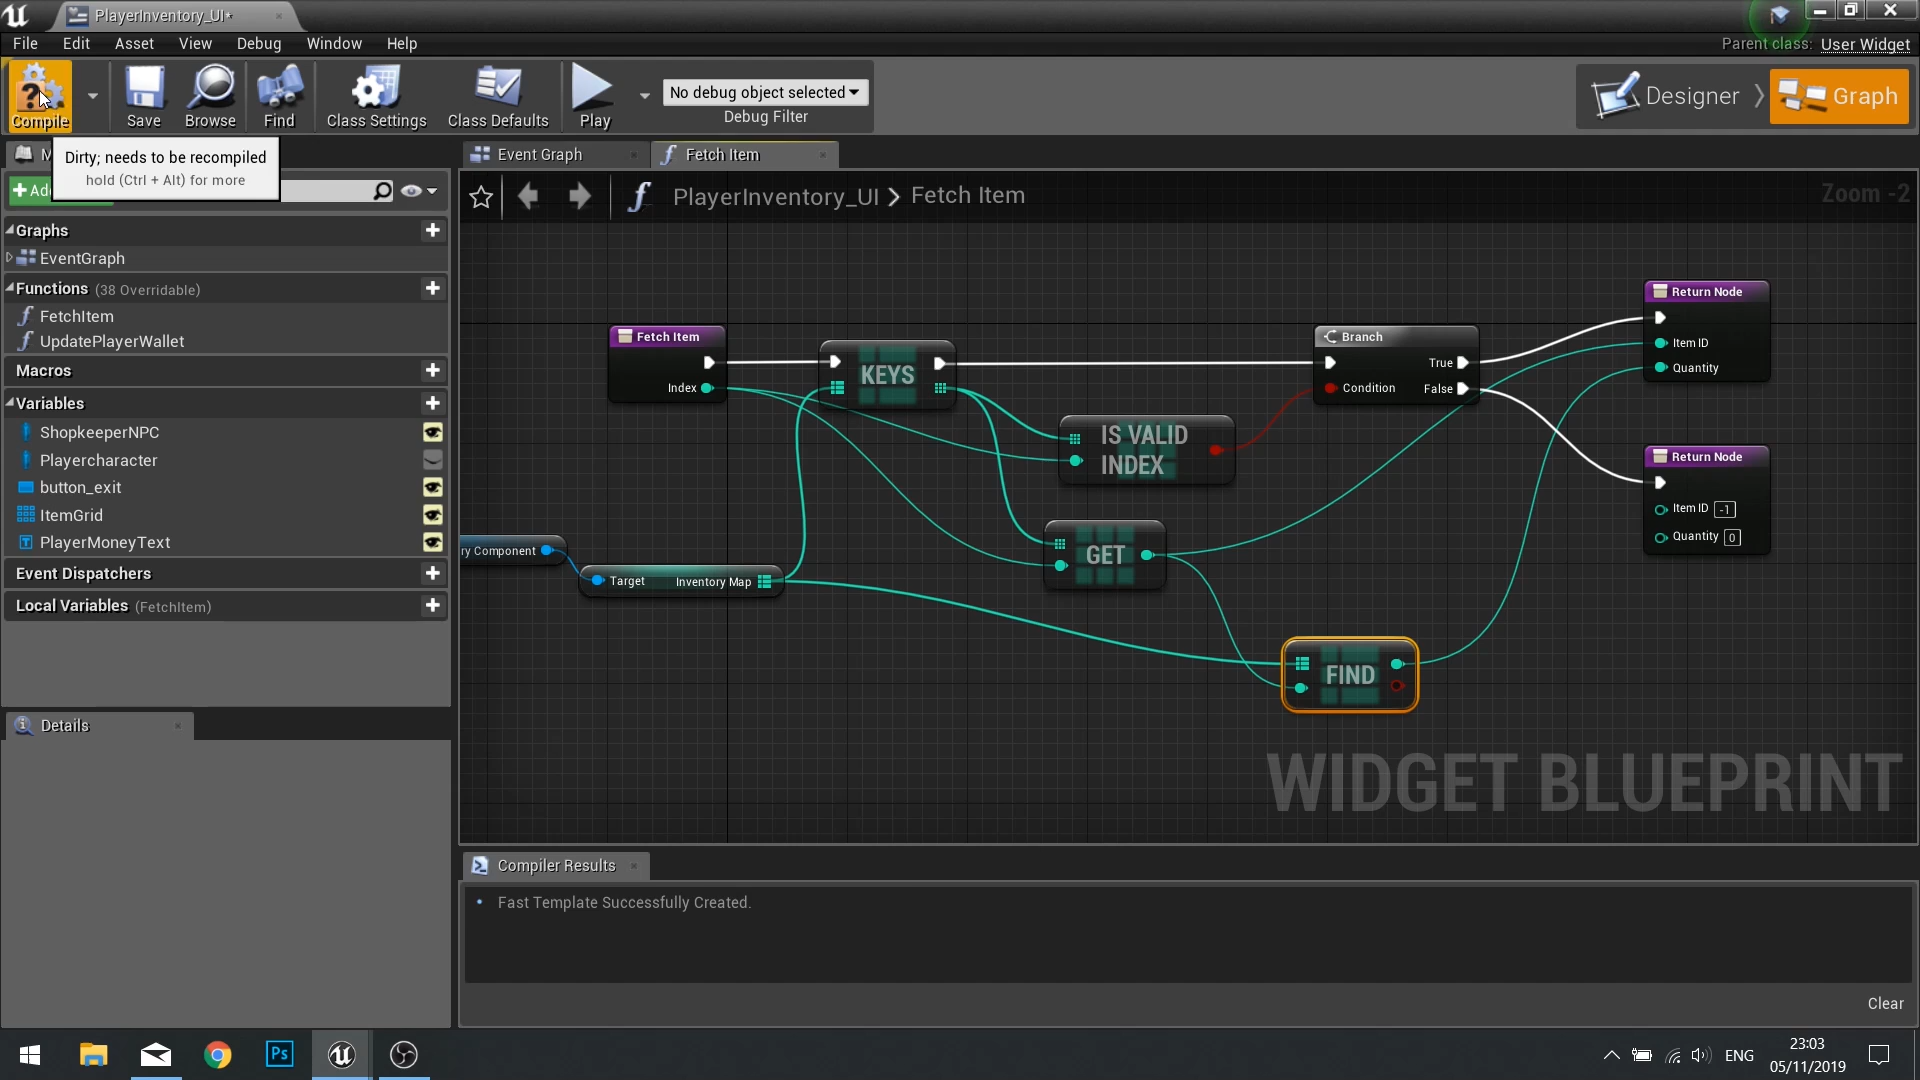 PlayerInventory_UI*
File Edit Asset View Debug Window Help
Parent class: User Widget
Compile
Save
Browse
Find
Class Settings
Class Defaults
Play
No debug object selected
Debug Filter
Designer
Graph
M
Dirty; needs to be recompiled
hold (Ctrl + Alt) for more
Event Graph
Fetch Item
PlayerInventory_UI > Fetch Item
Zoom -2
Graphs
EventGraph
Functions (38 Overridable)
FetchItem
UpdatePlayerWallet
Macros
Variables
ShopkeeperNPC
Playercharacter
button_exit
ItemGrid
PlayerMoneyText
Event Dispatchers
Local Variables (FetchItem)
Details
Fetch Item
Index
KEYS
IS VALID
INDEX
Branch
True
Condition
False
Return Node
Item ID
Quantity
Return Node
Item ID -1
Quantity 0
ry Component
Target
Inventory Map
GET
FIND
WIDGET BLUEPRINT
Compiler Results
Fast Template Successfully Created.
Clear
Ps
ENG
23:03
05/11/2019